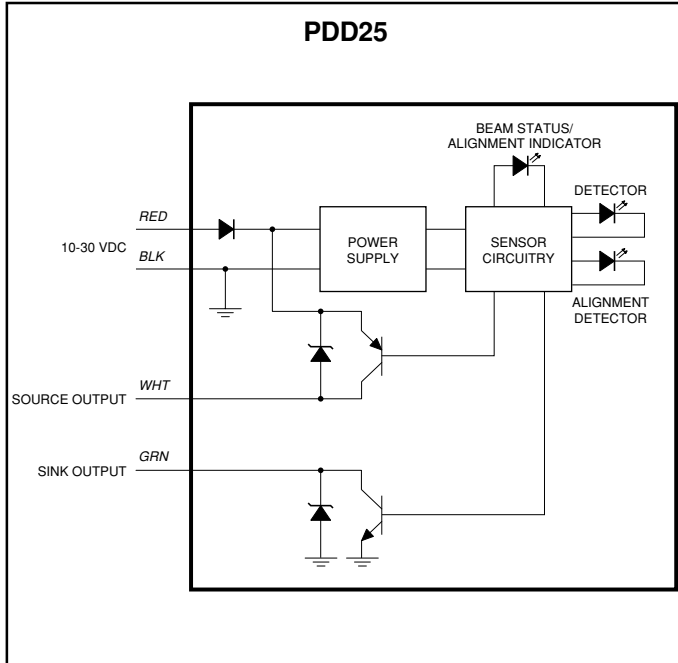 PDD25
BEAM STATUS/
ALIGNMENT INDICATOR
DETECTOR
RED
10-30 VDC
BLK
POWER
SUPPLY
SENSOR
CIRCUITRY
ALIGNMENT
DETECTOR
WHT
SOURCE OUTPUT
GRN
SINK OUTPUT